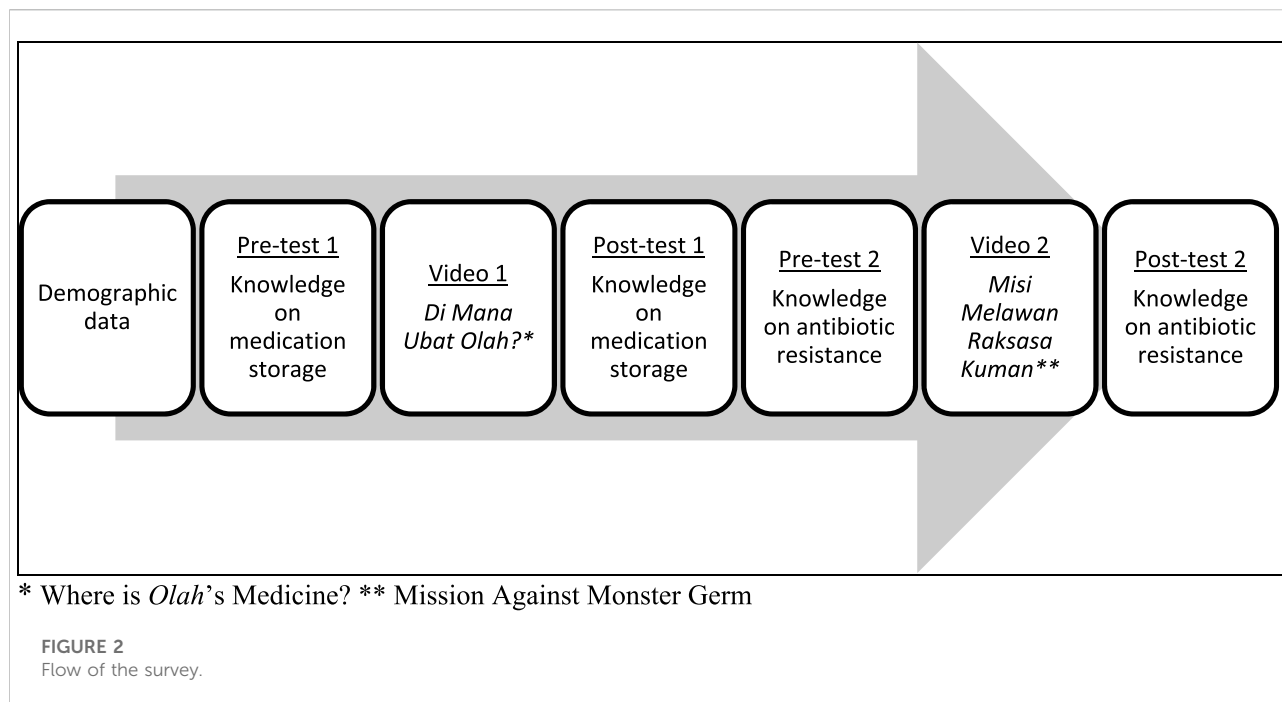 Demographic
data
Pre-test 1
Knowledge
on
medication
storage
Video 1
Di Mana
Ubat Olah?*
Post-test 1
Knowledge
on
medication
storage
Pre-test 2
Knowledge
on antibiotic
resistance
Video 2
Misi
Melawan
Raksasa
Kuman**
Post-test 2
Knowledge
on antibiotic
resistance
* Where is Olah's Medicine? ** Mission Against Monster Germ
FIGURE 2
Flow of the survey.